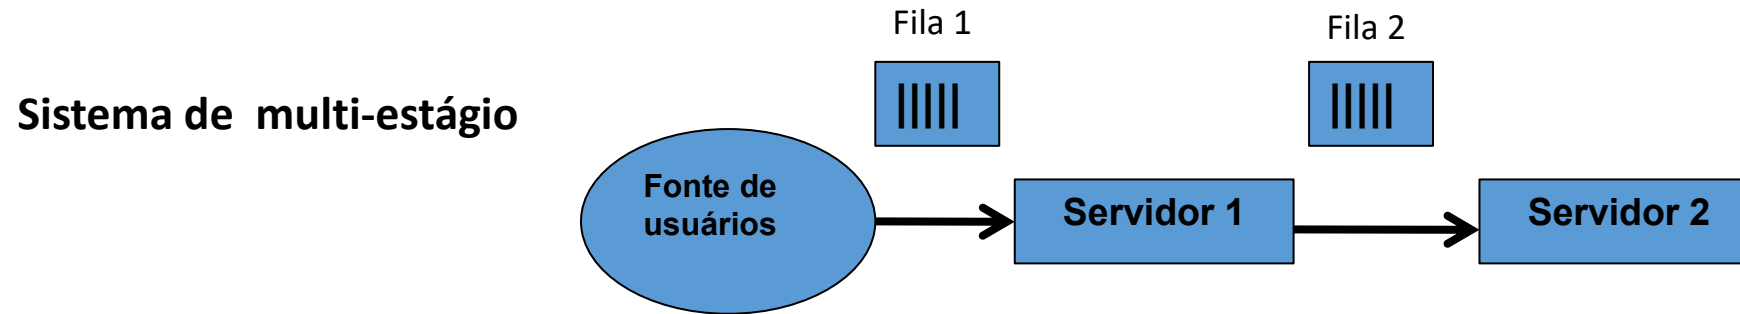 Fila 1
Fila 2
Sistema de  multi-estágio
Fonte de
usuários
Servidor 1
Servidor 2